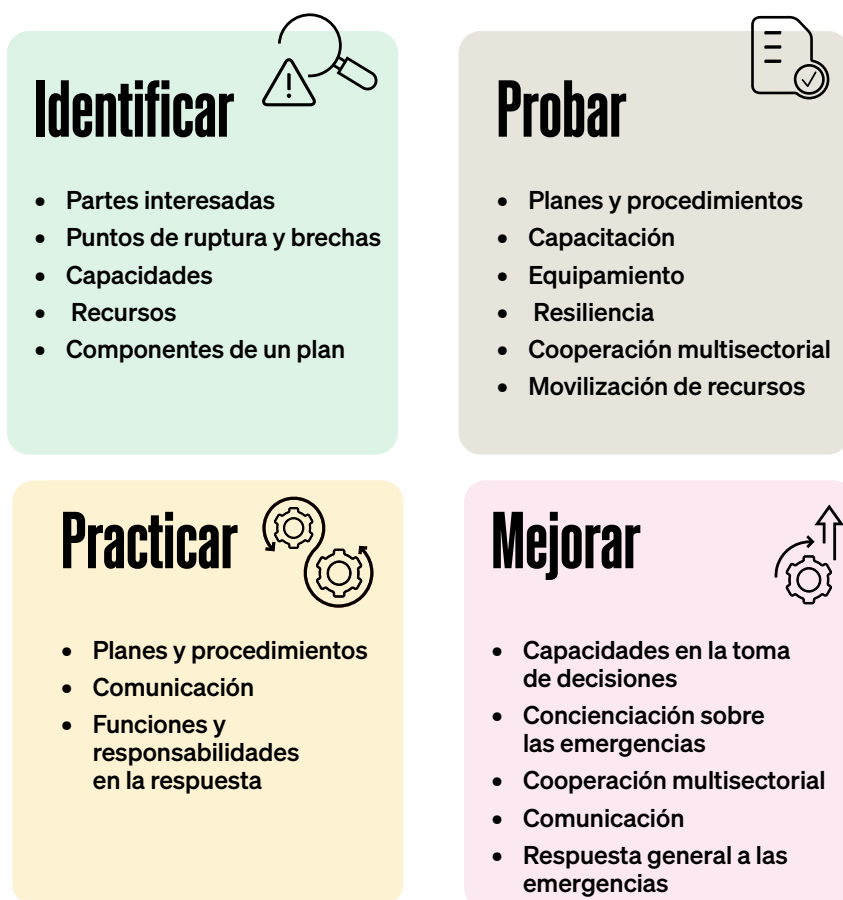 Identificar
• Partes interesadas
• Puntos de ruptura y brechas
• Capacidades
• Recursos
• Componentes de un plan
Probar
• Planes y procedimientos
• Capacitación
• Equipamiento
• Resiliencia
• Cooperación multisectorial
• Movilización de recursos
Practicar
• Planes y procedimientos
• Comunicación
• Funciones y
responsabilidades
en la respuesta
Mejorar
• Capacidades en la toma
de decisiones
• Concienciación sobre
las emergencias
• Cooperación multisectorial
• Comunicación
• Respuesta general a las
emergencias